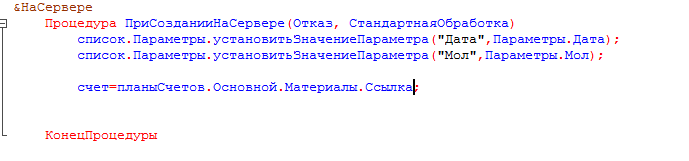 &НаСервере
Процедура ПриСозданииНаСервере(Отказ, СтандартнаяОбработка)
список.Параметры.установитьЗначениеПараметра("Дата",Параметры.Дата);
список.Параметры.установитьЗначениеПараметра("Мол",Параметры.Мол);
счет=планыСчетов.Основной.Материалы.Ссылка;
КонецПроцедуры